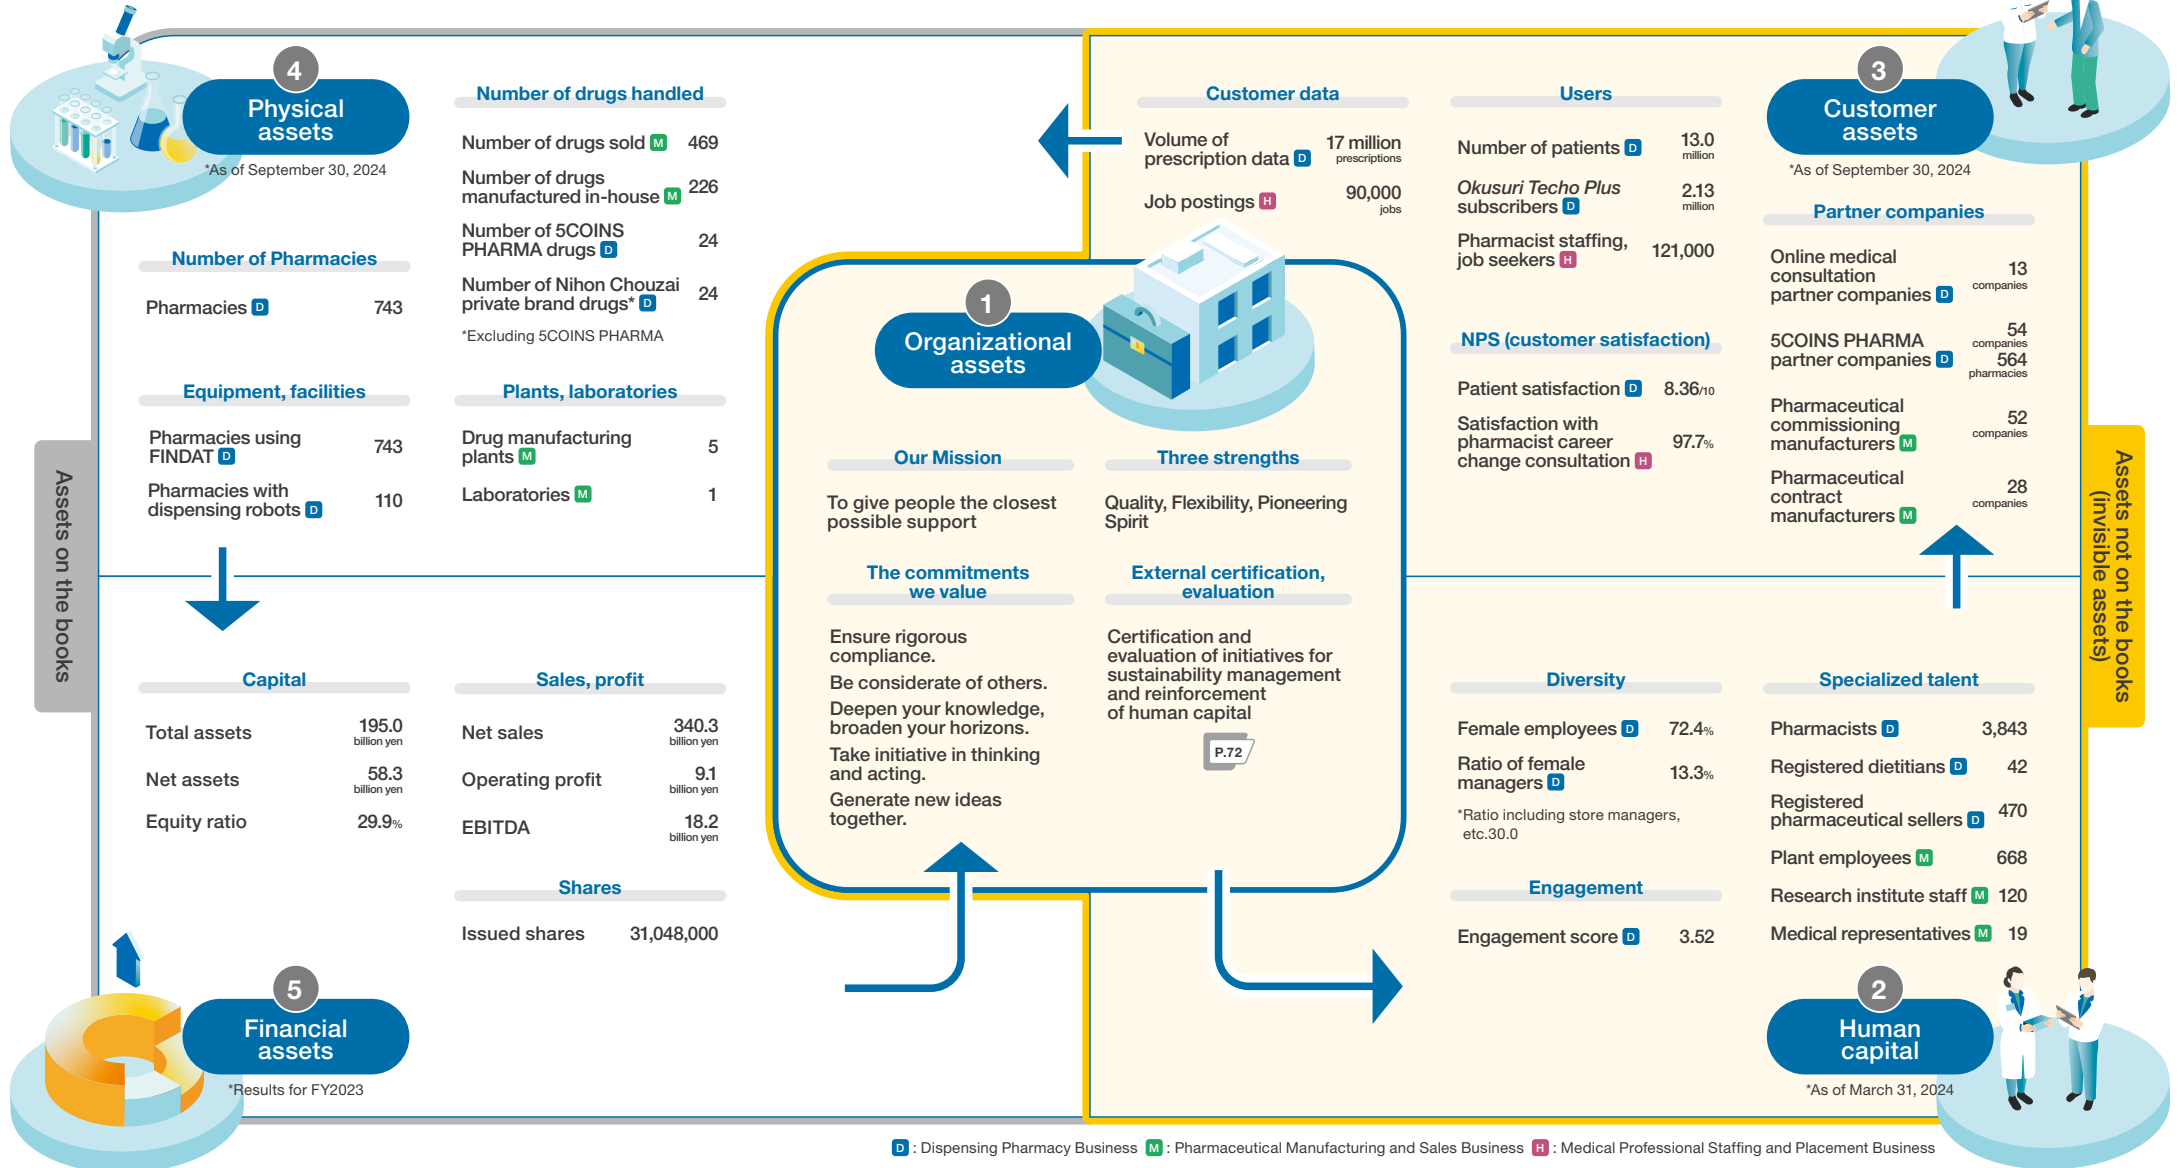 4
Physical
assets
*As of September 30, 2024
Number of Pharmacies
Pharmacies D 743
Equipment, facilities
Pharmacies using
FINDAT D 743
Pharmacies with
dispensing robots D 110
Number of drugs handled
Number of drugs sold M 469
Number of drugs
manufactured in-house M 226
Number of 5COINS
PHARMA drugs D 24
Number of Nihon Chouzai
private brand drugs* D 24
*Excluding 5COINS PHARMA
Plants, laboratories
Drug manufacturing
plants M 5
Laboratories M 1
Customer data
Volume of
prescription data D 17 million
prescriptions
Job postings H 90,000
jobs
Users
Number of patients D 13.0
million
Okusuri Techo Plus
subscribers D 2.13
million
Pharmacist staffing,
job seekers H 121,000
NPS (customer satisfaction)
Patient satisfaction D 8.36/10
Satisfaction with
pharmacist career
change consultation H 97.7%
3
Customer
assets
*As of September 30, 2024
Partner companies
Online medical
consultation
partner companies D 13
companies
5COINS PHARMA
partner companies D 54
companies
564
pharmacies
Pharmaceutical
commissioning
manufacturers M 52
companies
Pharmaceutical
contract
manufacturers M 28
companies
1
Organizational
assets
Our Mission
To give people the closest
possible support
Three strengths
Quality, Flexibility, Pioneering
Spirit
The commitments
we value
Ensure rigorous
compliance.
Be considerate of others.
Deepen your knowledge,
broaden your horizons.
Take initiative in thinking
and acting.
Generate new ideas
together.
External certification,
evaluation
Certification and
evaluation of initiatives for
sustainability management
and reinforcement
of human capital
P.72
Assets on the books
Assets not on the books
(invisible assets)
Capital
Total assets 195.0
billion yen
Net assets 58.3
billion yen
Equity ratio 29.9%
Sales, profit
Net sales 340.3
billion yen
Operating profit 9.1
billion yen
EBITDA 18.2
billion yen
Shares
Issued shares 31,048,000
5
Financial
assets
*Results for FY2023
Diversity
Female employees D 72.4%
Ratio of female
managers D 13.3%
*Ratio including store managers,
etc.30.0
Engagement
Engagement score D 3.52
Specialized talent
Pharmacists D 3,843
Registered dietitians D 42
Registered
pharmaceutical sellers D 470
Plant employees M 668
Research institute staff M 120
Medical representatives M 19
2
Human
capital
*As of March 31, 2024
D : Dispensing Pharmacy Business M : Pharmaceutical Manufacturing and Sales Business H : Medical Professional Staffing and Placement Business